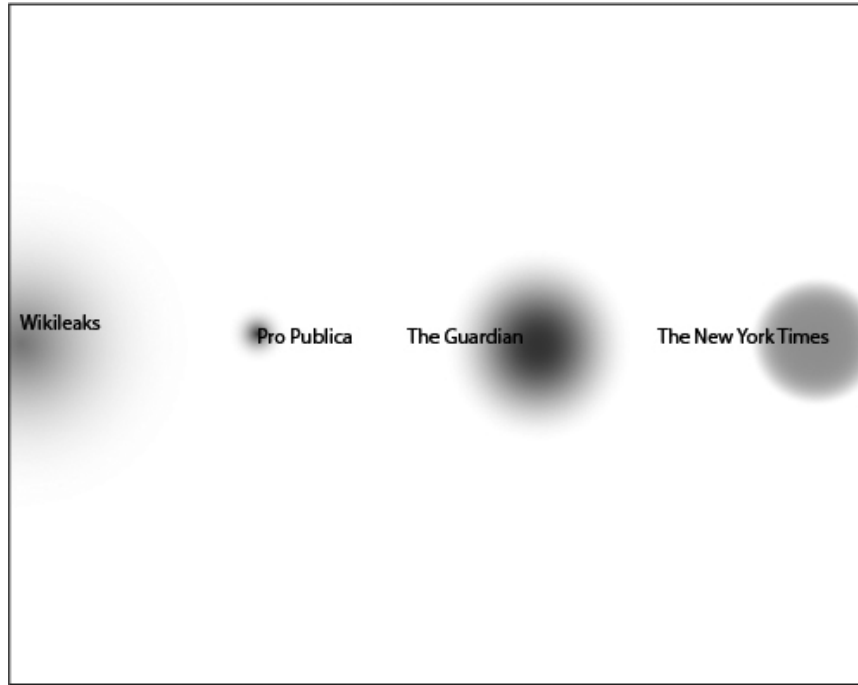 Wikileaks
Pro Publica
The Guardian
The New York Times